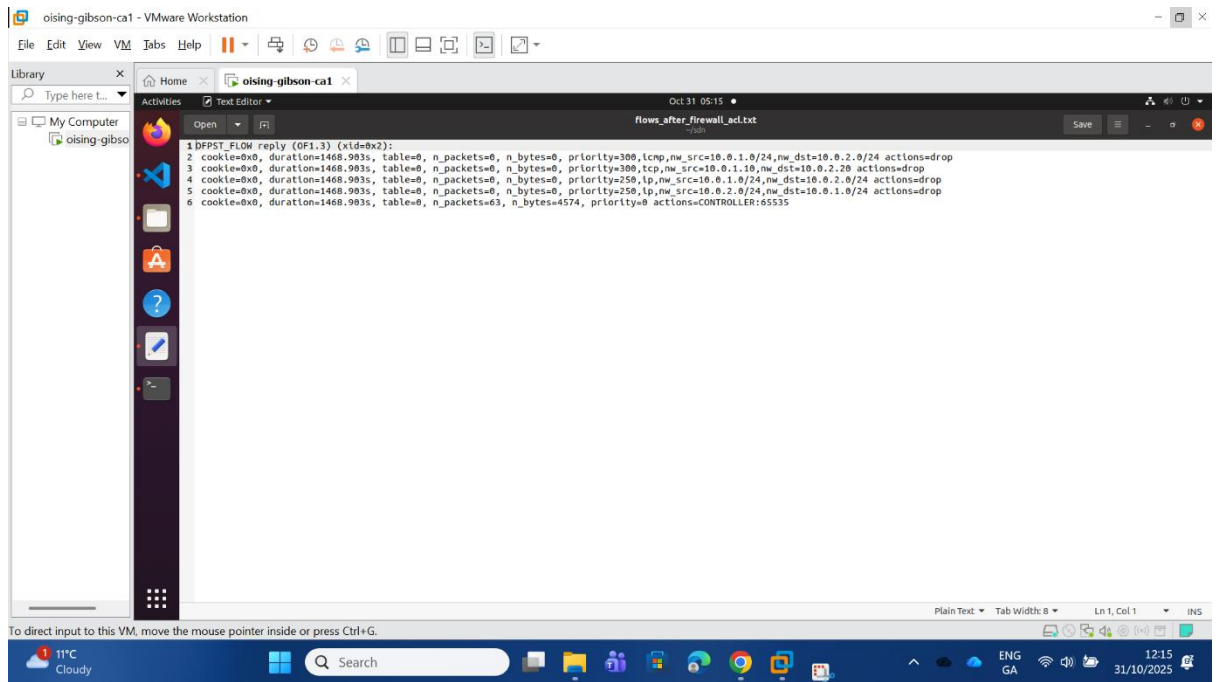 oising-gibson-ca1 - VMware Workstation
File Edit View VM Tabs Help
Library
Type here t...
My Computer
oising-gibso
Home
oising-gibson-ca1
Activities Text Editor Oct 31 05:15
Open flows_after_firewall_acl.txt Save
~/sdn
1 OFPST_FLOW reply (OF1.3) (xid=0x2):
2 cookie=0x0, duration=1468.903s, table=0, n_packets=0, n_bytes=0, priority=300,icmp,nw_src=10.0.1.0/24,nw_dst=10.0.2.0/24 actions=drop
3 cookie=0x0, duration=1468.903s, table=0, n_packets=0, n_bytes=0, priority=300,tcp,nw_src=10.0.1.10,nw_dst=10.0.2.20 actions=drop
4 cookie=0x0, duration=1468.903s, table=0, n_packets=0, n_bytes=0, priority=250,ip,nw_src=10.0.1.0/24,nw_dst=10.0.2.0/24 actions=drop
5 cookie=0x0, duration=1468.903s, table=0, n_packets=0, n_bytes=0, priority=250,ip,nw_src=10.0.2.0/24,nw_dst=10.0.1.0/24 actions=drop
6 cookie=0x0, duration=1468.903s, table=0, n_packets=63, n_bytes=4574, priority=0 actions=CONTROLLER:65535
Plain Text Tab Width: 8 Ln 1, Col 1 INS
To direct input to this VM, move the mouse pointer inside or press Ctrl+G.
1
11°C
Cloudy
Search
ENG
GA
12:15
31/10/2025